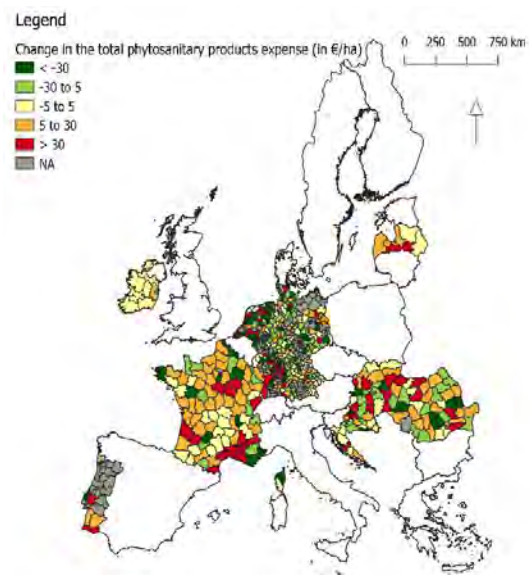 Legend
Change in the total phytosanitary products expense (in €/ha)
0 250 500 750 km
< -30
-30 to 5
-5 to 5
5 to 30
> 30
NA